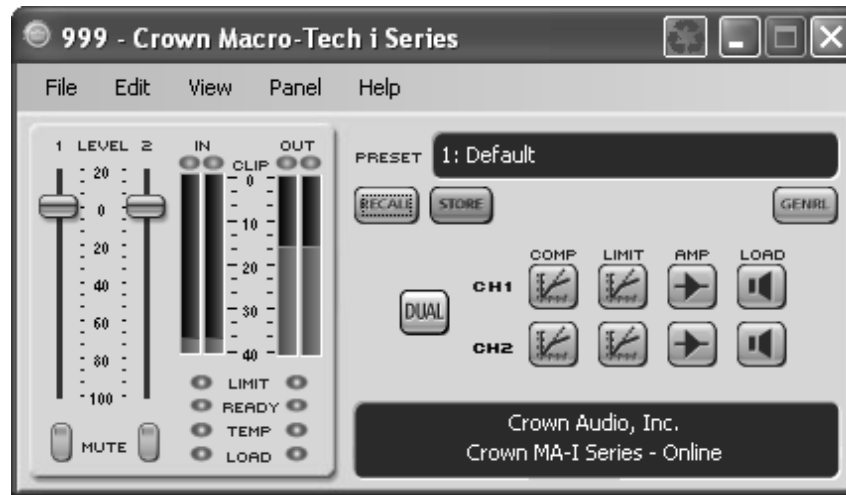 999 - Crown Macro-Tech i Series
File Edit View Panel Help
1 LEVEL 2
20
0
20
40
60
80
100
MUTE
IN OUT
CLIP
0
10
20
30
40
LIMIT
READY
TEMP
LOAD
PRESET 1: Default
RECALL STORE GENRL
COMP LIMIT AMP LOAD
DUAL
CH1
CH2
Crown Audio, Inc.
Crown MA-I Series - Online